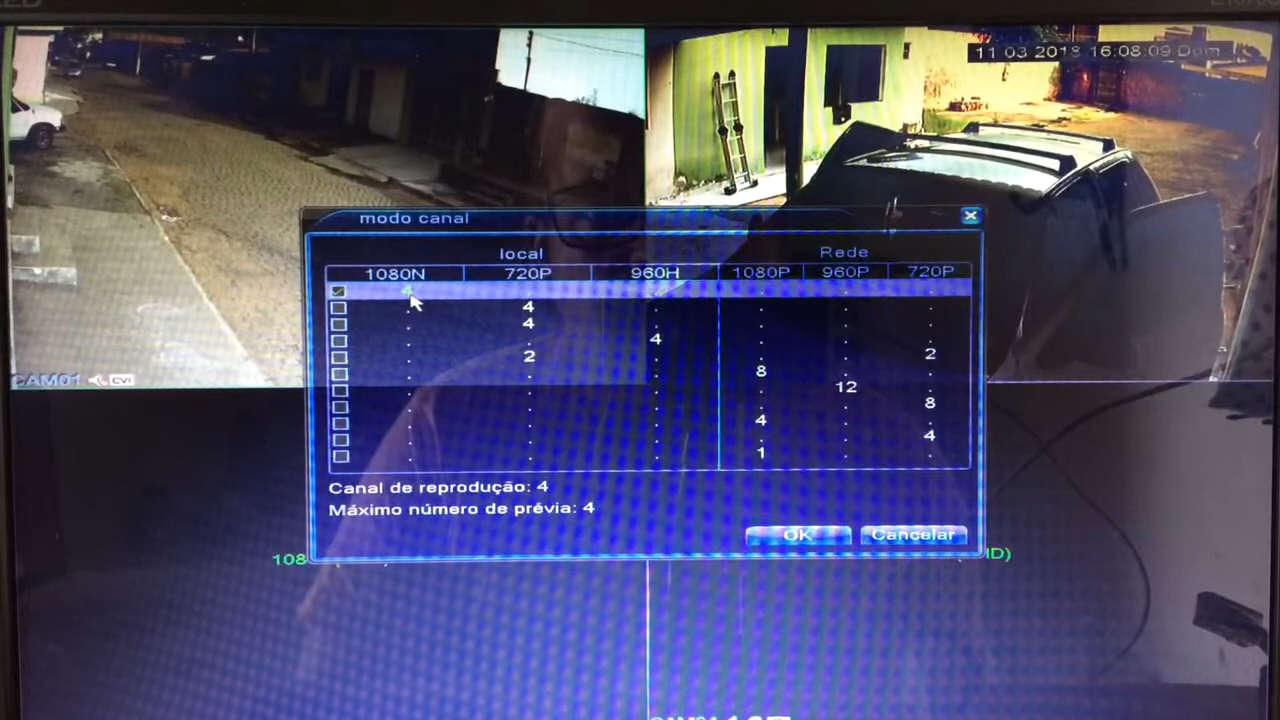 11 03 2018 16:08:09 Dom
modo canal
local Rede
1080N 720P 960H 1080P 960P 720P
4
4
4
4
2 2
8
12
8
4
4
1
Canal de reprodução: 4
Máximo número de prévia: 4
OK Cancelar
CAM01 CVI
108